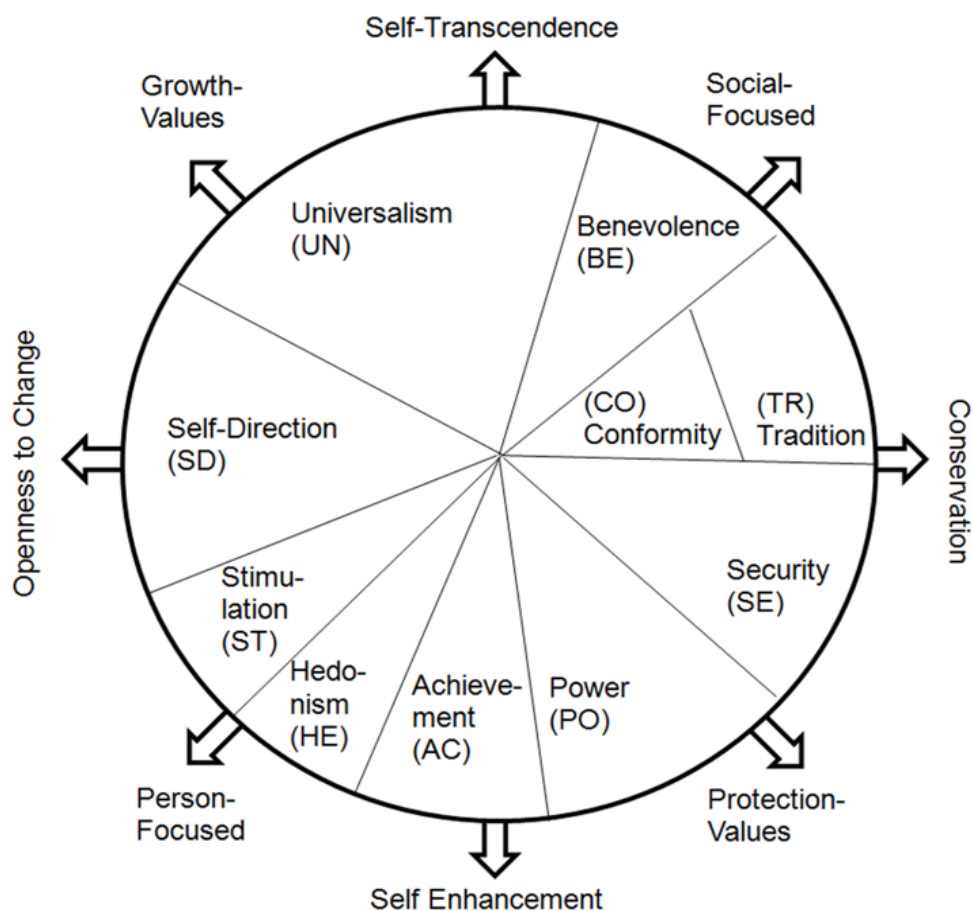 Self-Transcendence
Growth-
Values
Social-
Focused
Universalism
(UN)
Benevolence
(BE)
Openness to Change
Self-Direction
(SD)
(CO)
Conformity
(TR)
Tradition
Conservation
Stimu-
lation
(ST)
Security
(SE)
Hedo-
nism
(HE)
Achieve-
ment
(AC)
Power
(PO)
Person-
Focused
Protection-
Values
Self Enhancement